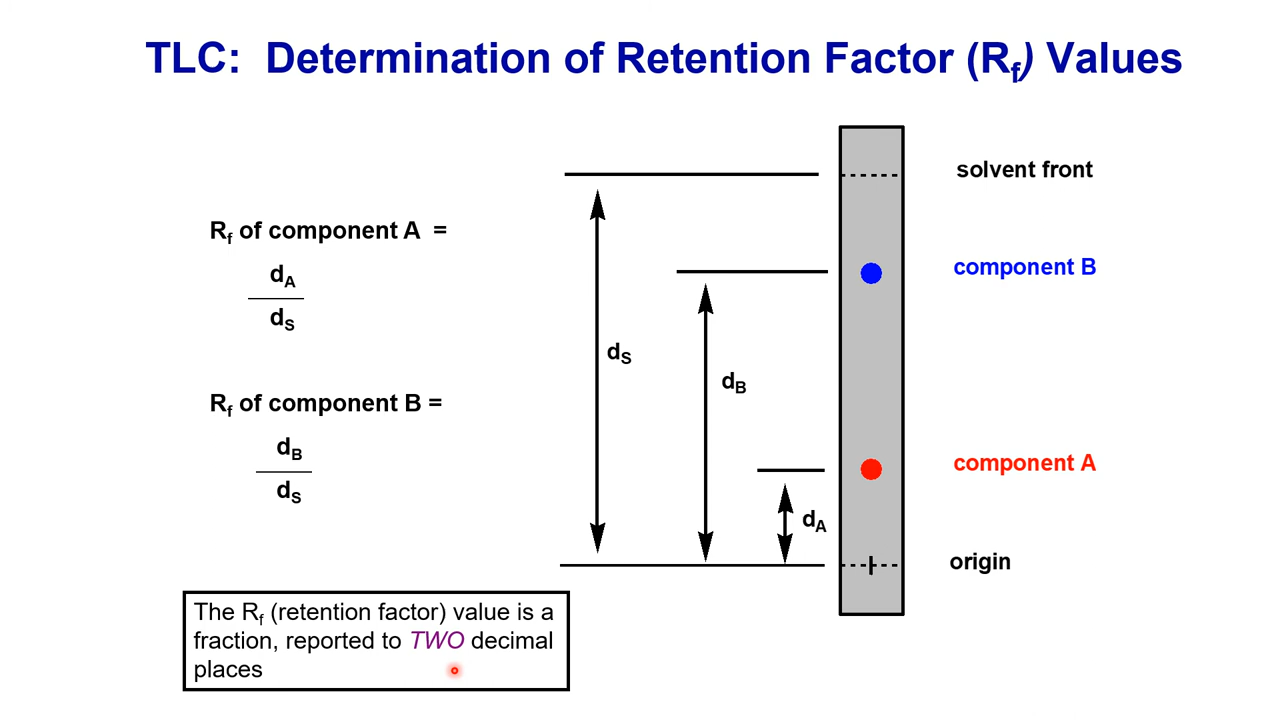 TLC:  Determination of Retention Factor (Rf) Values
solvent front
Rf of component A  =
dA
dS
component B
dS
dB
Rf of component B =
dB
dS
component A
dA
origin
The Rf (retention factor) value is a
fraction, reported to TWO decimal
places